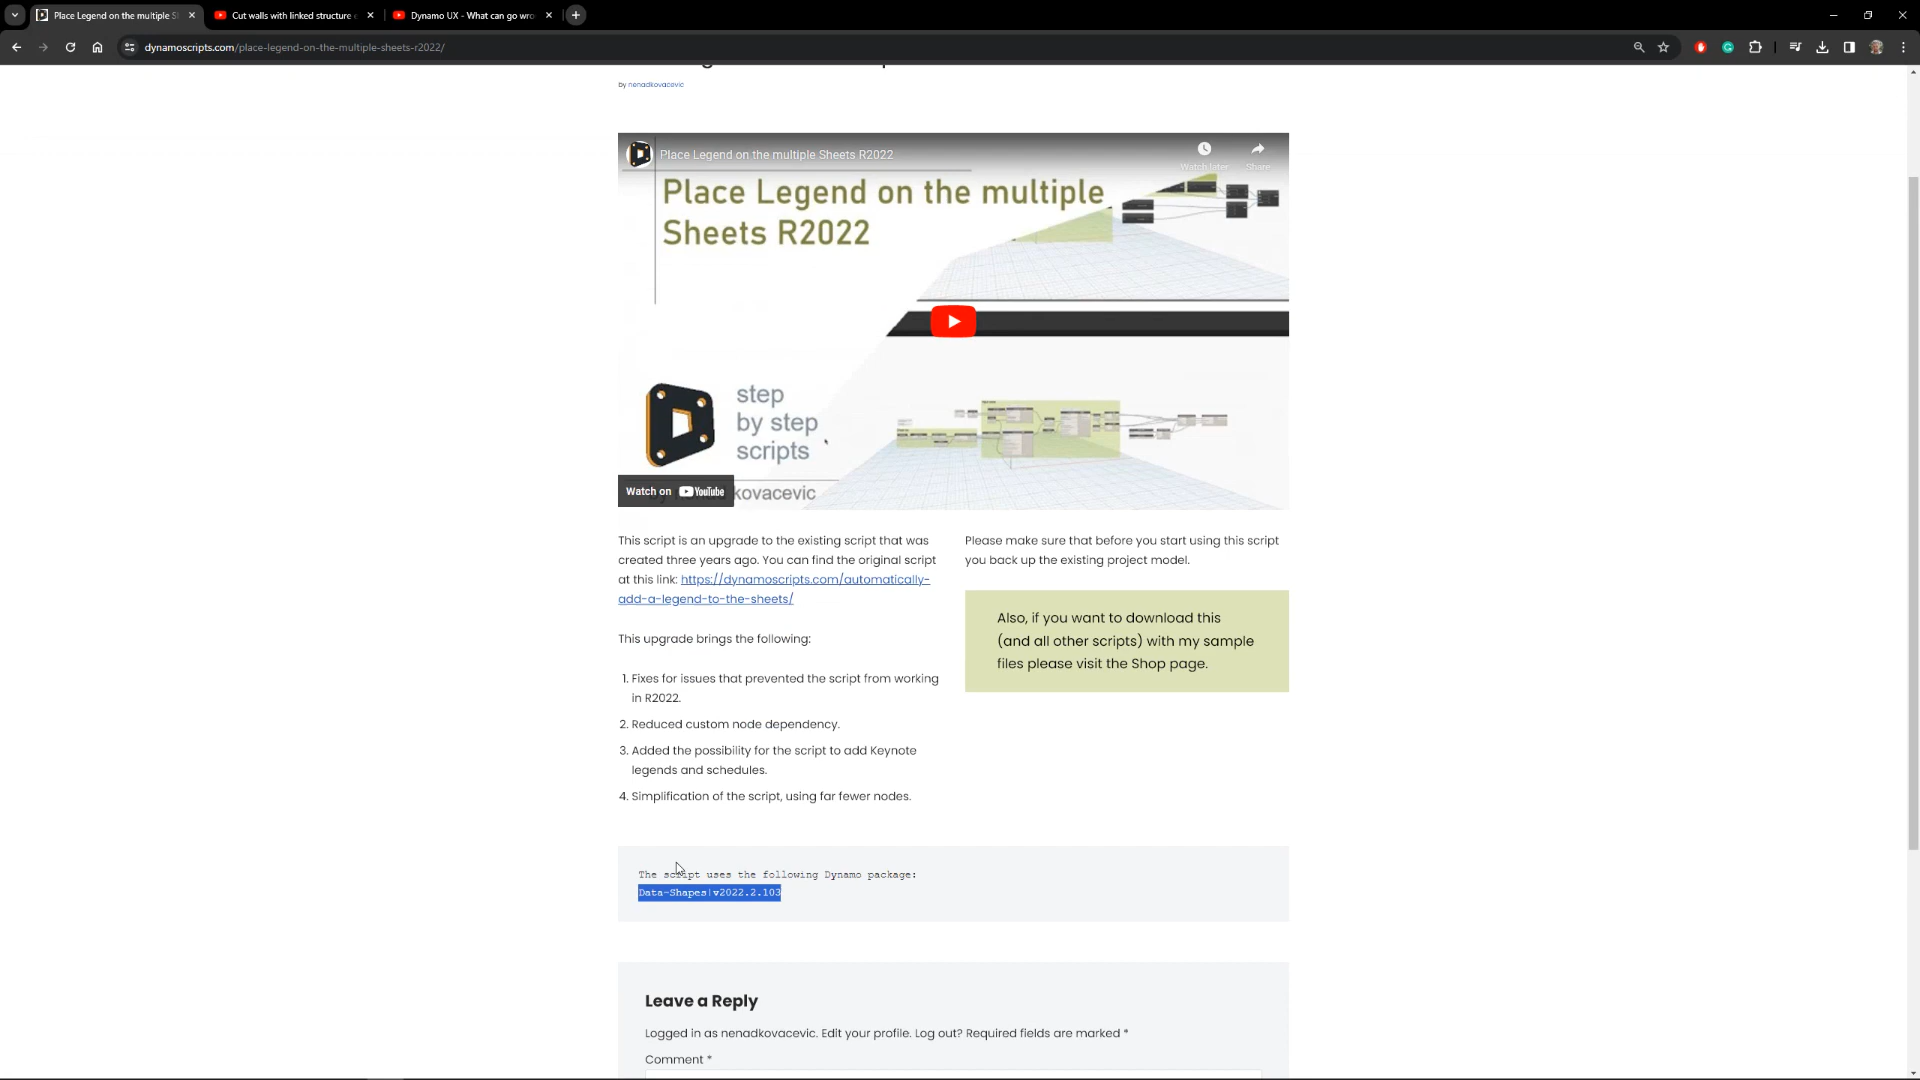 Place Legend on the multiple S
Cut walls with linked structure
Dynamo UX - What can go wro
dynamoscripts.com/place-legend-on-the-multiple-sheets-r2022/
by nenadkovacevic
Place Legend on the multiple Sheets R2022
Watch later
Share
Place Legend on the multiple
Sheets R2022
step
by step
scripts
Watch on YouTube
kovacevic
This script is an upgrade to the existing script that was
created three years ago. You can find the original script
at this link: https://dynamoscripts.com/automatically-
add-a-legend-to-the-sheets/
This upgrade brings the following:
1. Fixes for issues that prevented the script from working
in R2022.
2. Reduced custom node dependency.
3. Added the possibility for the script to add Keynote
legends and schedules.
4. Simplification of the script, using far fewer nodes.
Please make sure that before you start using this script
you back up the existing project model.
Also, if you want to download this
(and all other scripts) with my sample
files please visit the Shop page.
The script uses the following Dynamo package:
Data-Shapes|v2022.2.103
Leave a Reply
Logged in as nenadkovacevic. Edit your profile. Log out? Required fields are marked *
Comment *